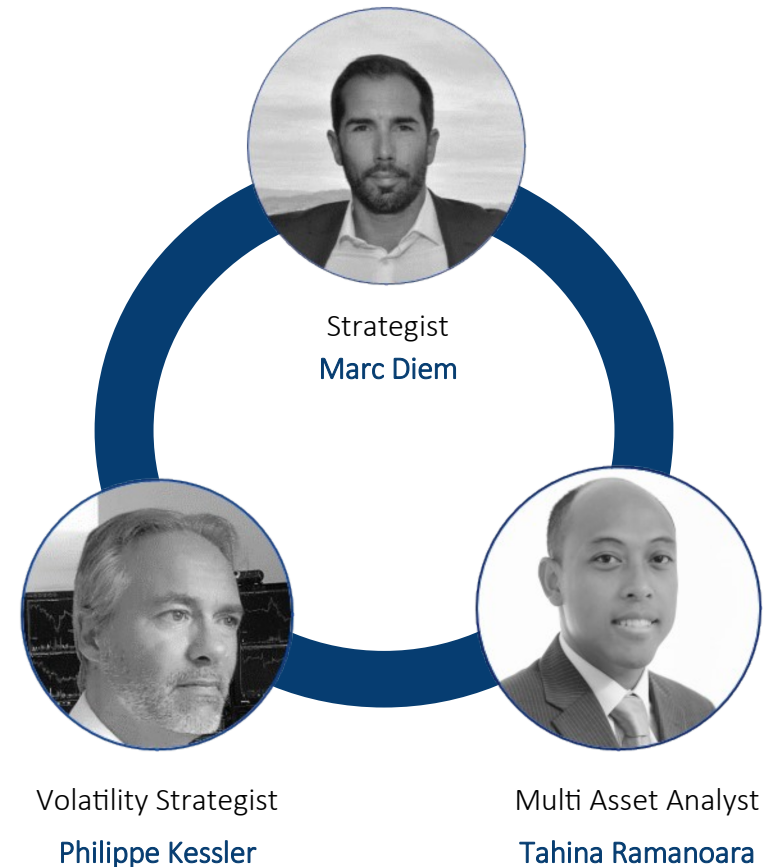 Strategist
Marc Diem
Volatility Strategist
Philippe Kessler
Multi Asset Analyst
Tahina Ramanoara